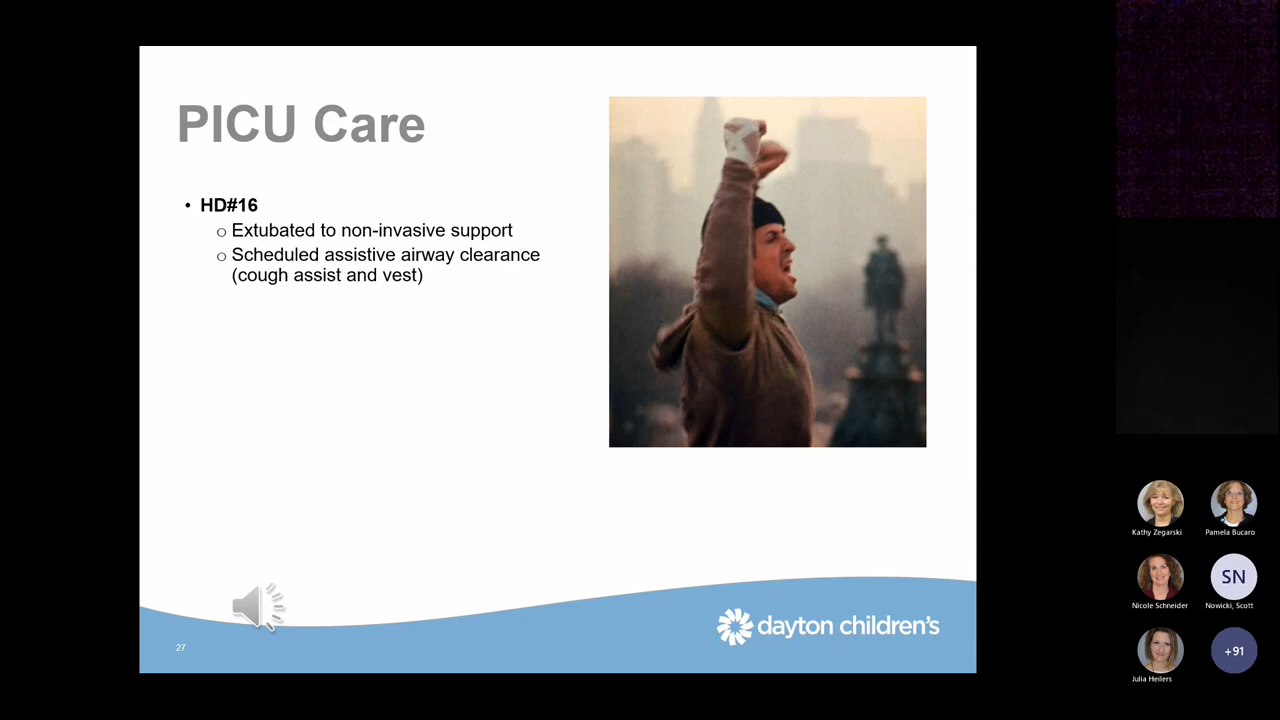 PICU Care
• HD#16
o Extubated to non-invasive support
o Scheduled assistive airway clearance
(cough assist and vest)
27
dayton children's
Kathy Zegarski
Pamela Bucaro
Nicole Schneider
SN
Nowicki, Scott
Julia Heilers
+91